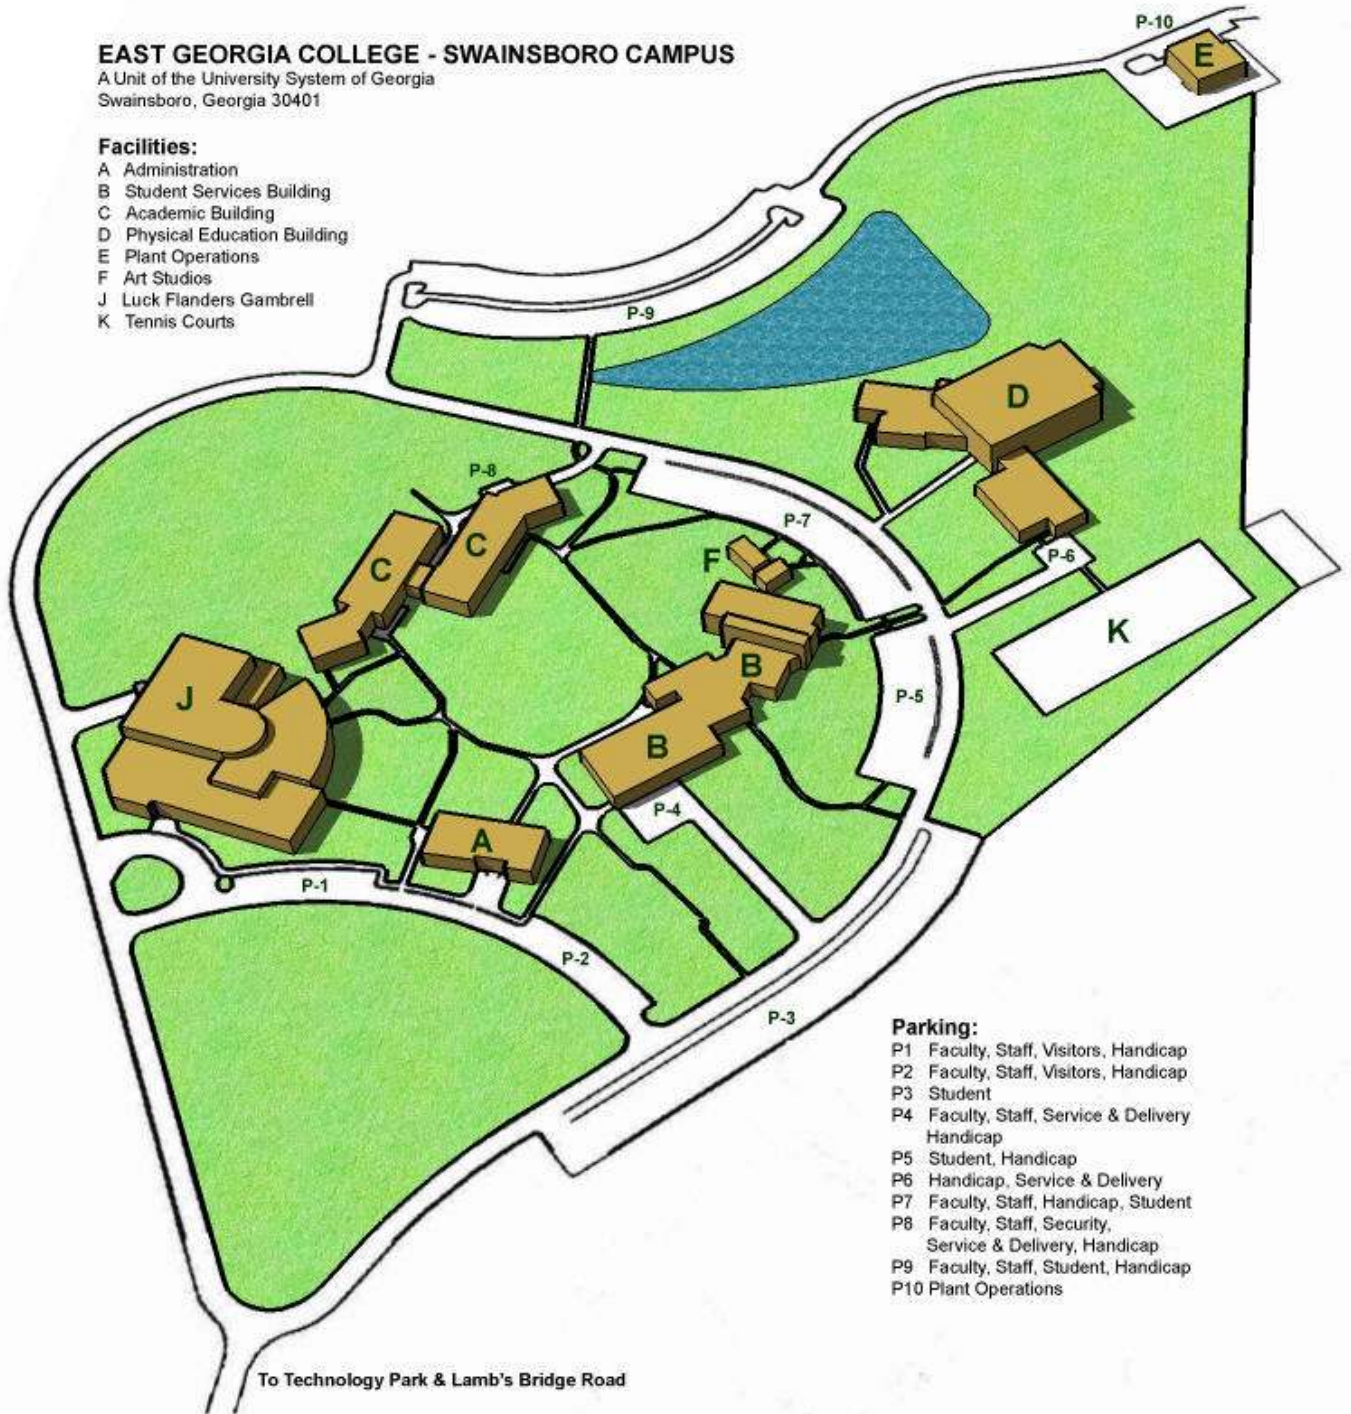 EAST GEORGIA COLLEGE - SWAINSBORO CAMPUS
A Unit of the University System of Georgia
Swainsboro, Georgia 30401
Facilities:
A Administration
B Student Services Building
C Academic Building
D Physical Education Building
E Plant Operations
F Art Studios
J Luck Flanders Gambrell
K Tennis Courts
P-10
E
P-9
D
P-8
P-7
C
C
F
P-6
K
B
J
P-5
B
P-4
A
P-1
P-2
P-3
Parking:
P1 Faculty, Staff, Visitors, Handicap
P2 Faculty, Staff, Visitors, Handicap
P3 Student
P4 Faculty, Staff, Service & Delivery
Handicap
P5 Student, Handicap
P6 Handicap, Service & Delivery
P7 Faculty, Staff, Handicap, Student
P8 Faculty, Staff, Security,
Service & Delivery, Handicap
P9 Faculty, Staff, Student, Handicap
P10 Plant Operations
To Technology Park & Lamb's Bridge Road